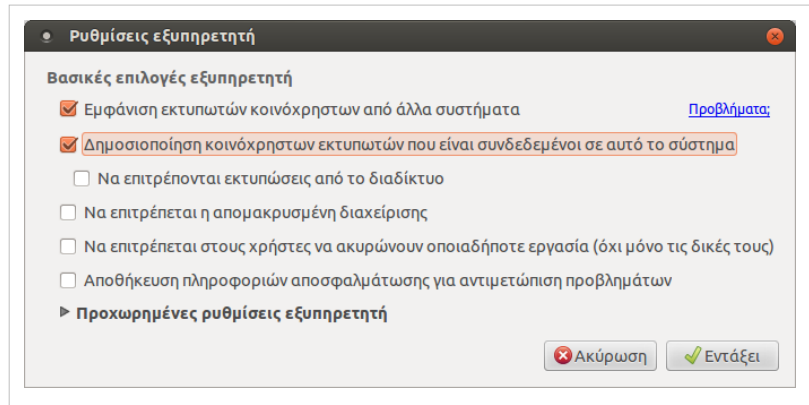 Ρυθμίσεις εξυπηρετητή
Βασικές επιλογές εξυπηρετητή
Εμφάνιση εκτυπωτών κοινόχρηστων από άλλα συστήματα Προβλήματα;
Δημοσιοποίηση κοινόχρηστων εκτυπωτών που είναι συνδεδεμένοι σε αυτό το σύστημα
Να επιτρέπονται εκτυπώσεις από το διαδίκτυο
Να επιτρέπεται η απομακρυσμένη διαχείρισης
Να επιτρέπεται στους χρήστες να ακυρώνουν οποιαδήποτε εργασία (όχι μόνο τις δικές τους)
Αποθήκευση πληροφοριών αποσφαλμάτωσης για αντιμετώπιση προβλημάτων
Προχωρημένες ρυθμίσεις εξυπηρετητή
Ακύρωση Εντάξει